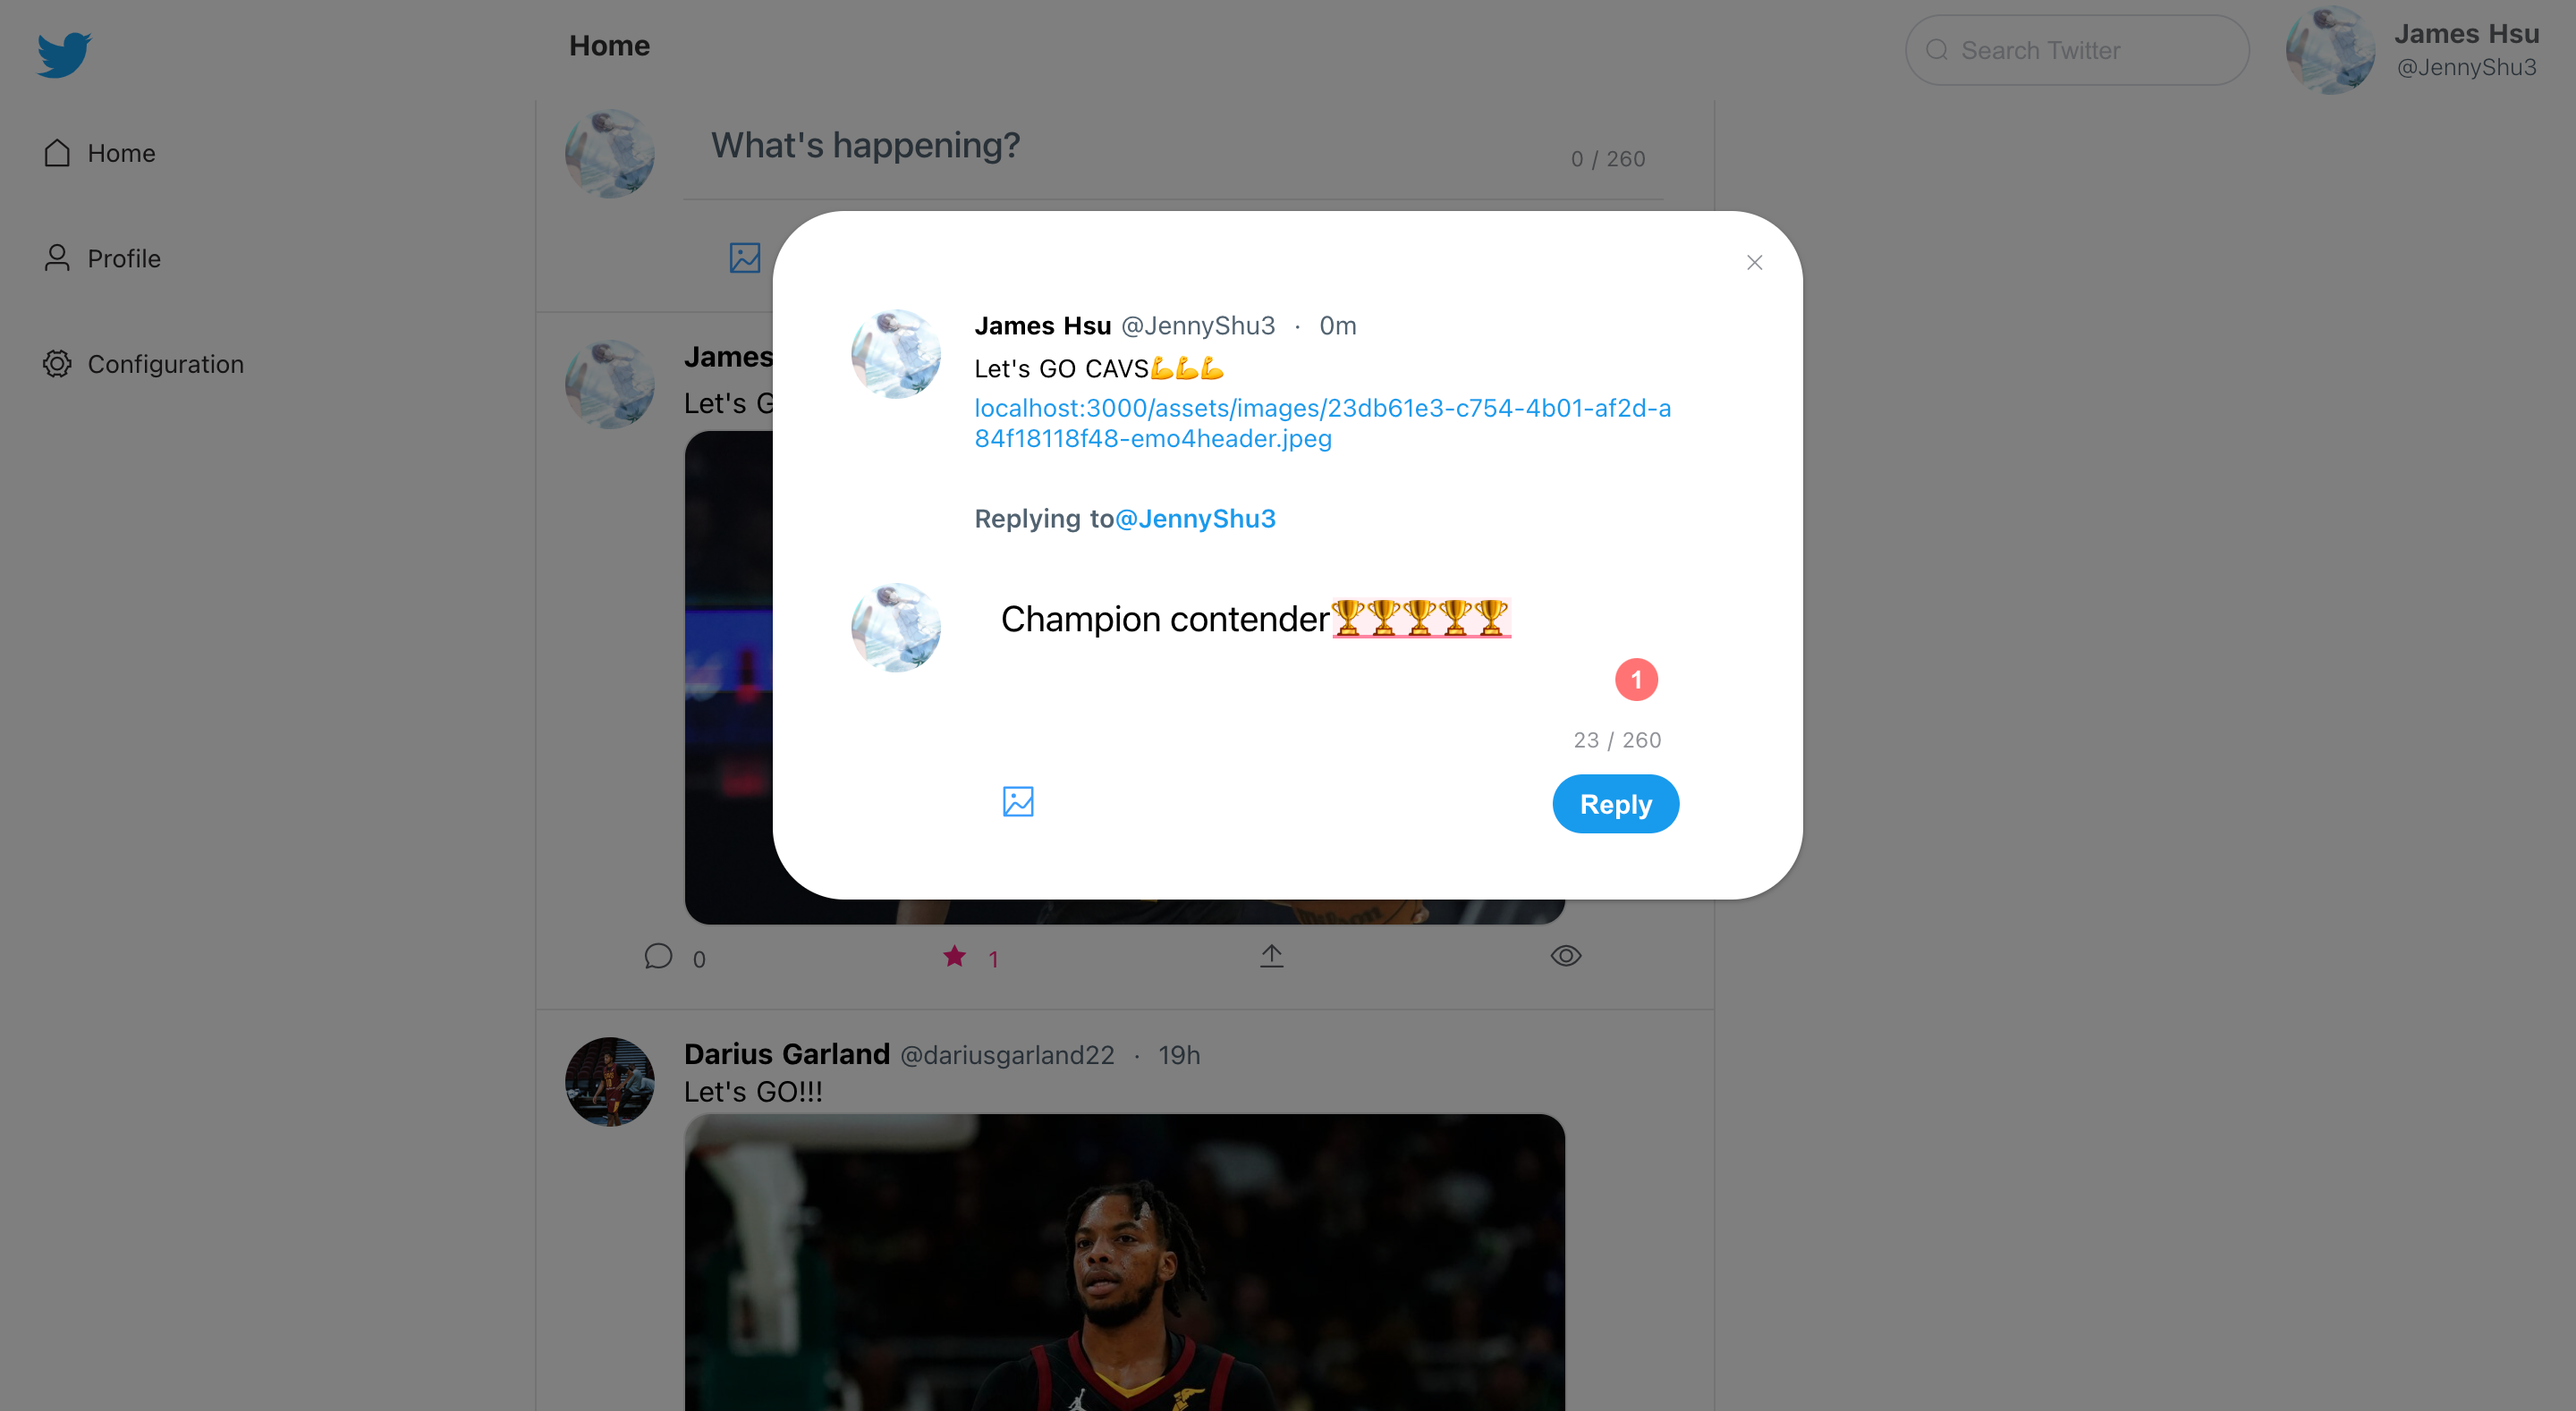 Home
Search Twitter
James Hsu
@JennyShu3
Home
Profile
Configuration
What's happening?
0 / 260
James
Let's G
James Hsu @JennyShu3 · 0m
Let's GO CAVS💪💪💪
localhost:3000/assets/images/23db61e3-c754-4b01-af2d-a
84f18118f48-emo4header.jpeg
Replying to@JennyShu3
Champion contender🏆🏆🏆🏆🏆
1
23 / 260
Reply
Wilson
0
1
Darius Garland @dariusgarland22 · 19h
Let's GO!!!